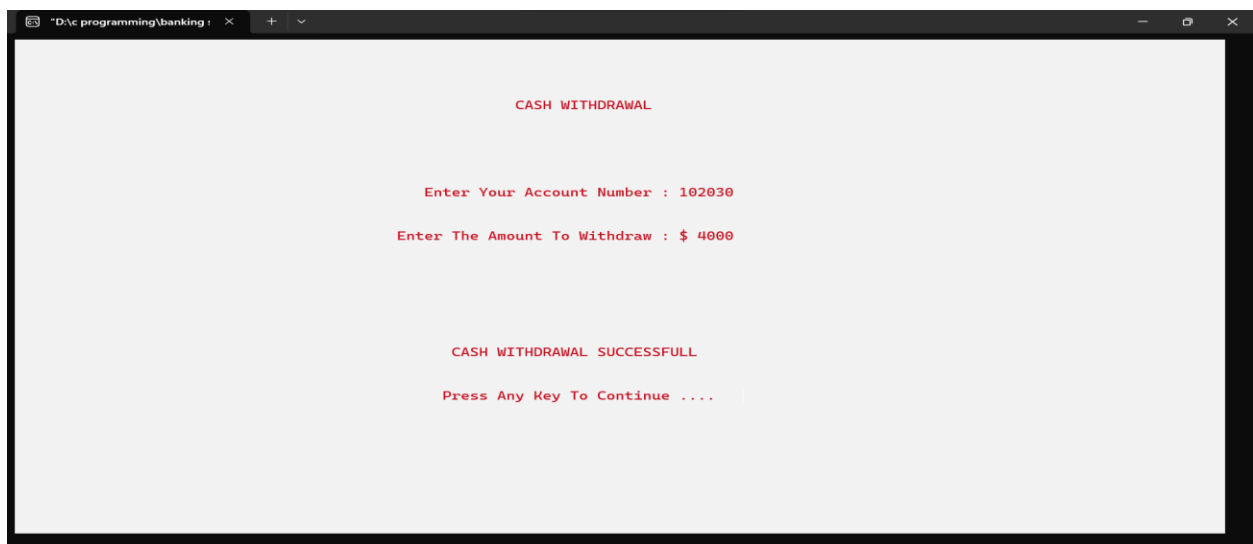 "D:\c programming\banking s
CASH WITHDRAWAL
Enter Your Account Number : 102030
Enter The Amount To Withdraw : $ 4000
CASH WITHDRAWAL SUCCESSFULL
Press Any Key To Continue ....